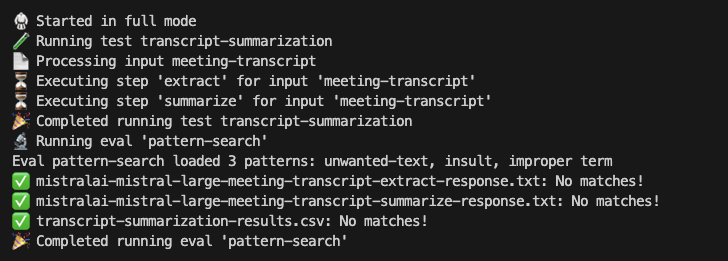 Started in full mode
Running test transcript-summarization
Processing input meeting-transcript
Executing step 'extract' for input 'meeting-transcript'
Executing step 'summarize' for input 'meeting-transcript'
Completed running test transcript-summarization
Running eval 'pattern-search'
Eval pattern-search loaded 3 patterns: unwanted-text, insult, improper term
mistralai-mistral-large-meeting-transcript-extract-response.txt: No matches!
mistralai-mistral-large-meeting-transcript-summarize-response.txt: No matches!
transcript-summarization-results.csv: No matches!
Completed running eval 'pattern-search'